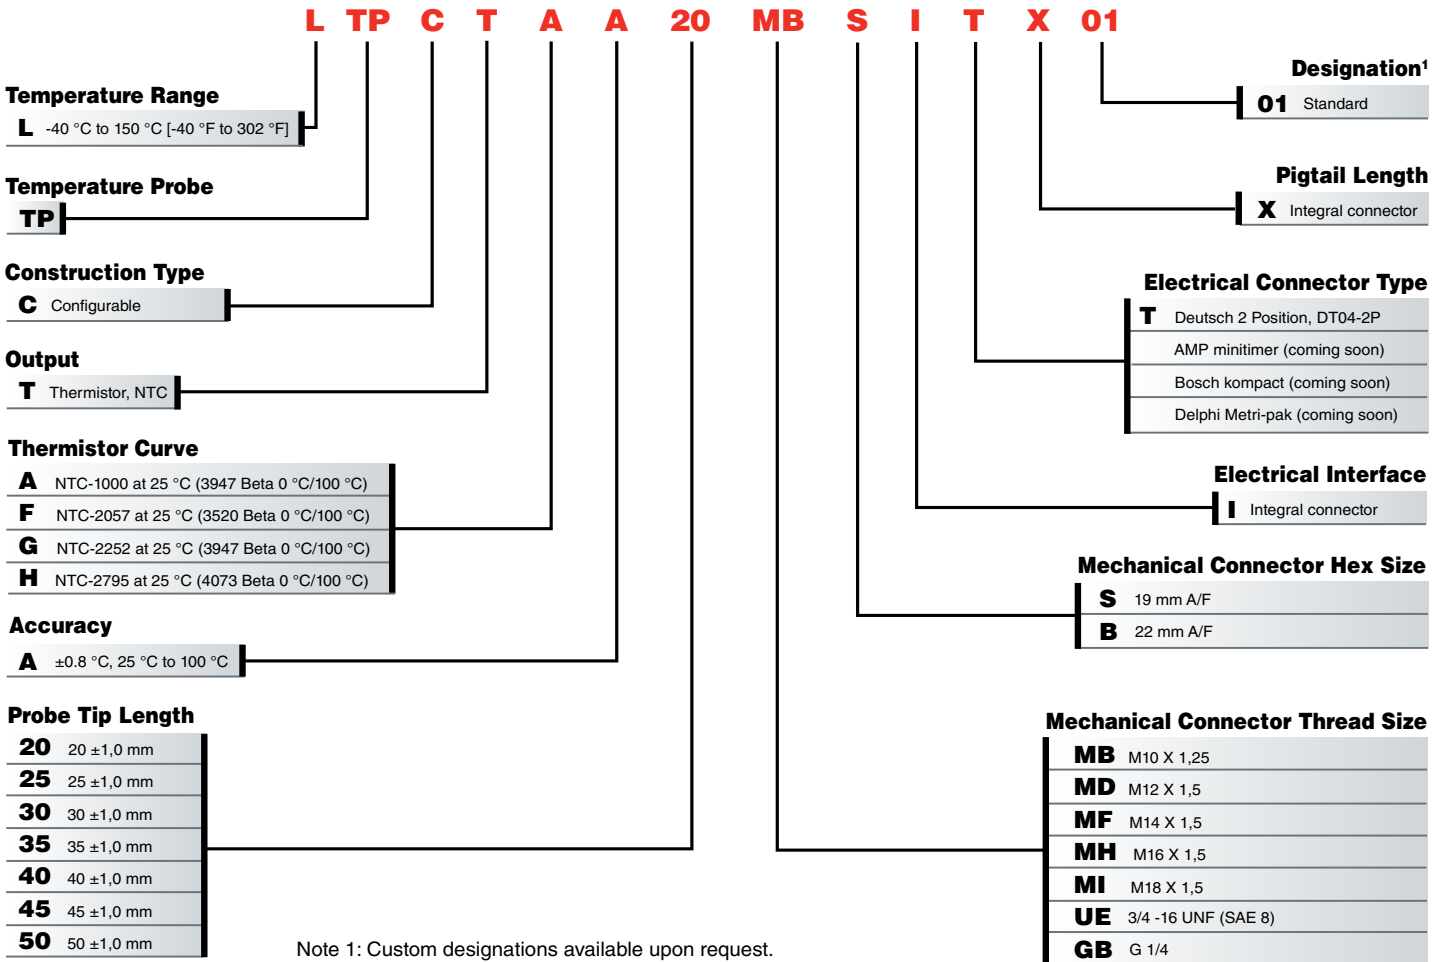 L TP C T A A 20 MB S I T X 01
Temperature Range
L -40 °C to 150 °C [-40 °F to 302 °F]
Temperature Probe
TP
Construction Type
C Configurable
Output
T Thermistor, NTC
Thermistor Curve
A NTC-1000 at 25 °C (3947 Beta 0 °C/100 °C)
F NTC-2057 at 25 °C (3520 Beta 0 °C/100 °C)
G NTC-2252 at 25 °C (3947 Beta 0 °C/100 °C)
H NTC-2795 at 25 °C (4073 Beta 0 °C/100 °C)
Accuracy
A ±0.8 °C, 25 °C to 100 °C
Probe Tip Length
20 20 ±1,0 mm
25 25 ±1,0 mm
30 30 ±1,0 mm
35 35 ±1,0 mm
40 40 ±1,0 mm
45 45 ±1,0 mm
50 50 ±1,0 mm
Designation¹
01 Standard
Pigtail Length
X Integral connector
Electrical Connector Type
T Deutsch 2 Position, DT04-2P
AMP minitimer (coming soon)
Bosch kompact (coming soon)
Delphi Metri-pak (coming soon)
Electrical Interface
I Integral connector
Mechanical Connector Hex Size
S 19 mm A/F
B 22 mm A/F
Mechanical Connector Thread Size
MB M10 X 1,25
MD M12 X 1,5
MF M14 X 1,5
MH M16 X 1,5
MI M18 X 1,5
UE 3/4 -16 UNF (SAE 8)
GB G 1/4
Note 1: Custom designations available upon request.